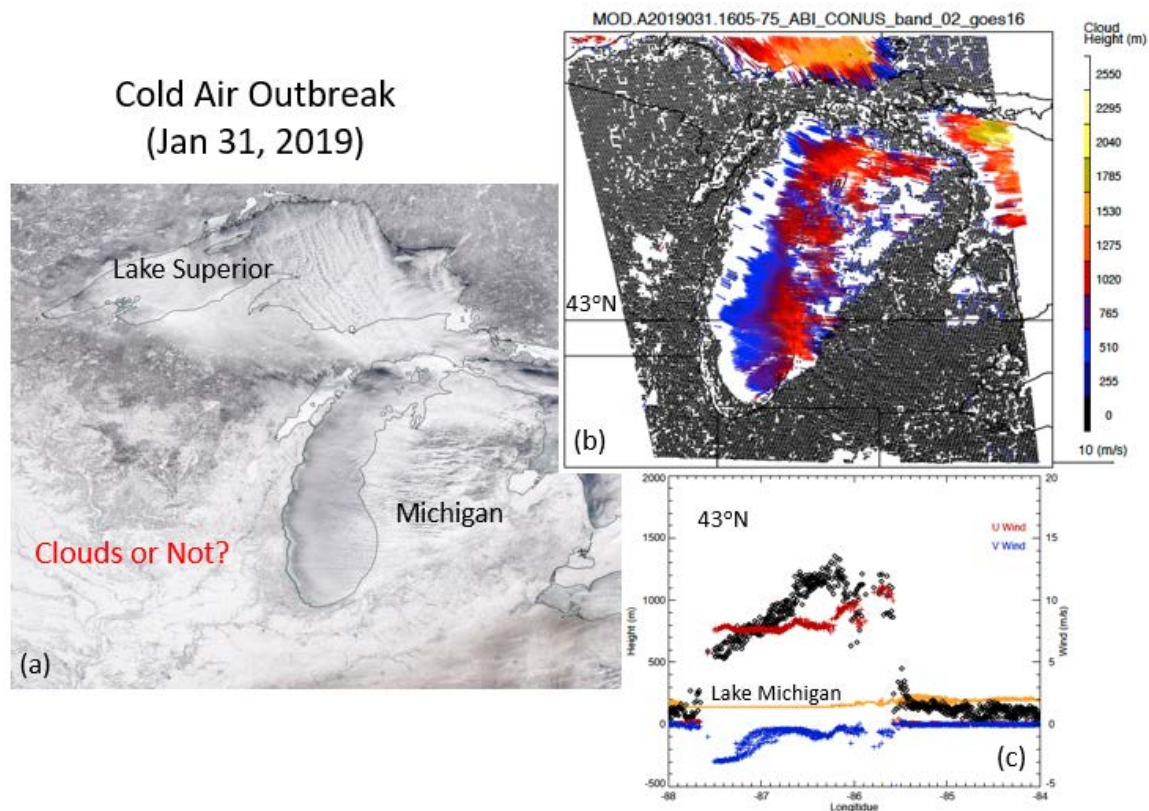 Cold Air Outbreak
(Jan 31, 2019)
Lake Superior
Michigan
Clouds or Not?
(a)
MOD.A2019031.1605-75_ABI_CONUS_band_02_goes16
Cloud
Height (m)
2550
2295
2040
1785
1530
1275
1020
765
510
255
0
10 (m/s)
43°N
(b)
43°N
U Wind
V Wind
Lake Michigan
(c)
2000
1500
1000
500
0
-500
Height (m)
20
15
10
5
0
-5
Wind (m/s)
-88
-87
-86
-85
-84
Longitidue